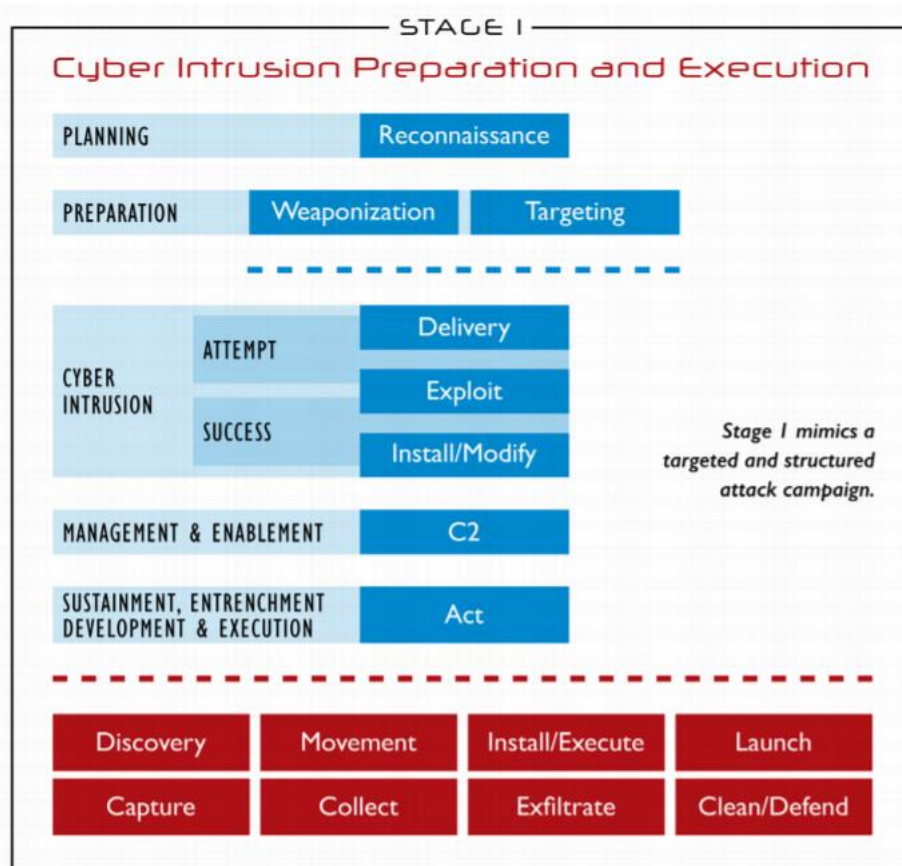 STAGE 1
Cyber Intrusion Preparation and Execution
PLANNING
Reconnaissance
PREPARATION
Weaponization
Targeting
CYBER
INTRUSION
ATTEMPT
SUCCESS
Delivery
Exploit
Install/Modify
Stage 1 mimics a
targeted and structured
attack campaign.
MANAGEMENT & ENABLEMENT
C2
SUSTAINMENT, ENTRENCHMENT
DEVELOPMENT & EXECUTION
Act
Discovery
Movement
Install/Execute
Launch
Capture
Collect
Exfiltrate
Clean/Defend